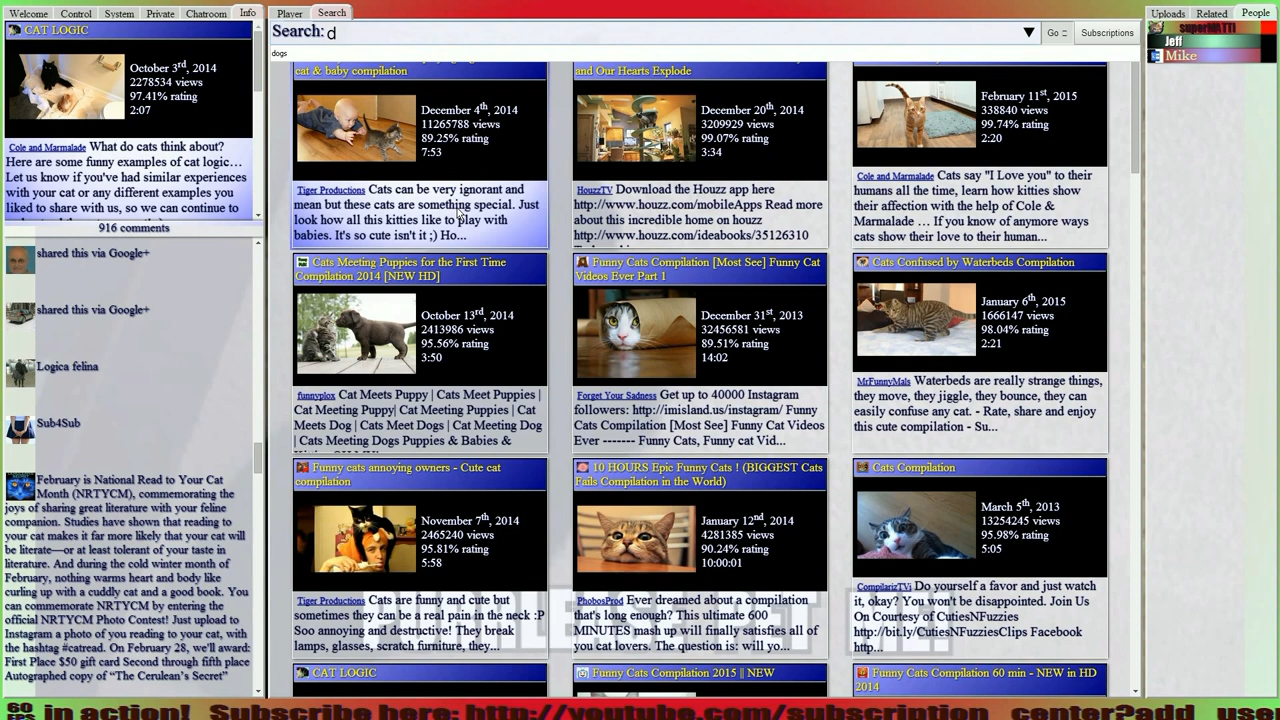 Welcome Control System Private Chatroom Info
CAT LOGIC
October 3rd, 2014
2278534 views
97.41% rating
2:07
Cole and Marmalade What do cats think about?
Here are some funny examples of cat logic...
Let us know if you've had similar experiences
with your cat or any different examples you
liked to share with us, so we can continue to
916 comments
shared this via Google+
shared this via Google+
Logica felina
Sub4Sub
February is National Read to Your Cat
Month (NRTYCM), commemorating the
joys of sharing great literature with your feline
companion. Studies have shown that reading to
your cat makes it far more likely that your cat will
be literate—or at least tolerant of your taste in
literature. And during the cold winter month of
February, nothing warms heart and body like
curling up with a cuddly cat and a good book. You
can commemorate NRTYCM by entering the
official NRTYCM Photo Contest! Just upload to
Instagram a photo of you reading to your cat, with
the hashtag #catread. On February 28, we'll award:
First Place $50 gift card Second through fifth place
Autographed copy of “The Cerulean's Secret”
Player Search
Search: d
Go :: Subscriptions
dogs
cat & baby compilation
December 4th, 2014
11265788 views
89.25% rating
7:53
Tiger Productions Cats can be very ignorant and
mean but these cats are something special. Just
look how all this kitties like to play with
babies. It's so cute isn't it ;) Ho...
and Our Hearts Explode
December 20th, 2014
3209929 views
99.07% rating
3:34
HouzzTV Download the Houzz app here
http://www.houzz.com/mobileApps Read more
about this incredible home on houzz
http://www.houzz.com/ideabooks/35126310
February 11st, 2015
338840 views
99.74% rating
2:20
Cole and Marmalade Cats say "I Love you" to their
humans all the time, learn how kitties show
their affection with the help of Cole &
Marmalade ... If you know of anymore ways
cats show their love to their human...
Cats Meeting Puppies for the First Time
Compilation 2014 [NEW HD]
October 13rd, 2014
2413986 views
95.56% rating
3:50
funnyplox Cat Meets Puppy | Cats Meet Puppies |
Cat Meeting Puppy| Cat Meeting Puppies | Cat
Meets Dog | Cats Meet Dog | Cat Meeting Dog
| Cats Meeting Dogs Puppies & Babies &
Funny Cats Compilation [Most See] Funny Cat
Videos Ever Part 1
December 31st, 2013
32456581 views
89.51% rating
14:02
Forget Your Sadness Get up to 40000 Instagram
followers: http://imisland.us/instagram/ Funny
Cats Compilation [Most See] Funny Cat Videos
Ever ------- Funny Cats, Funny cat Vid...
Cats Confused by Waterbeds Compilation
January 6th, 2015
1666147 views
98.04% rating
2:21
MrFunnyMals Waterbeds are really strange things,
they move, they jiggle, they bounce, they can
easily confuse any cat. - Rate, share and enjoy
this cute compilation - Su...
Funny cats annoying owners - Cute cat
compilation
November 7th, 2014
2465240 views
95.81% rating
5:58
Tiger Productions Cats are funny and cute but
sometimes they can be a real pain in the neck :P
Soo annoying and destructive! They break
lamps, glasses, scratch furniture, they...
10 HOURS Epic Funny Cats ! (BIGGEST Cats
Fails Compilation in the World)
January 12nd, 2014
4281385 views
90.24% rating
10:00:01
PhobosProd Ever dreamed about a compilation
that's long enough? This ultimate 600
MINUTES mash up will finally satisfies all of
you cat lovers. The question is: will yo...
Cats Compilation
March 5th, 2013
13254245 views
95.98% rating
5:05
CompilarizTVi Do yourself a favor and just watch
it, okay? You won't be disappointed. Join Us
On Courtesy of CutiesNFuzzies
http://bit.ly/CutiesNFuzziesClips Facebook
http...
CAT LOGIC
Funny Cats Compilation 2015 || NEW
Funny Cats Compilation 60 min - NEW in HD
2014
Uploads Related People
superMATTI
Jeff
Mike
60
in action! Subscribe here: http://youtube.com/subscription_center?add_user